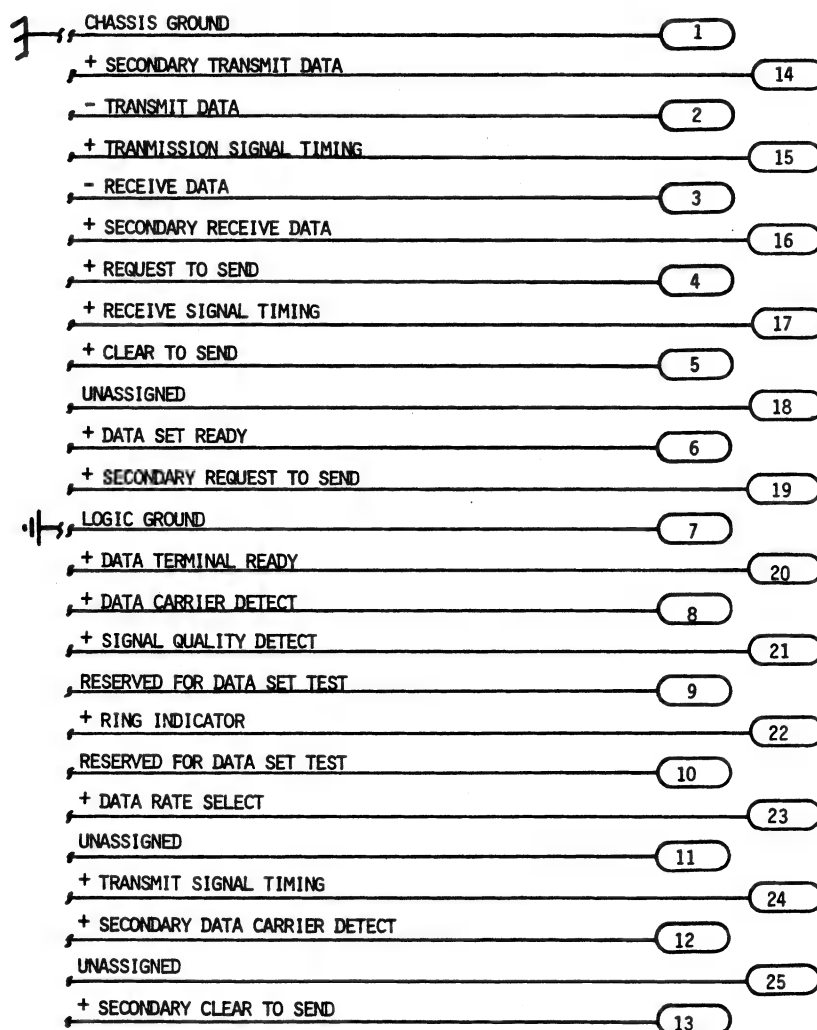 CHASSIS GROUND 1
+ SECONDARY TRANSMIT DATA 14
- TRANSMIT DATA 2
+ TRANMISSION SIGNAL TIMING 15
- RECEIVE DATA 3
+ SECONDARY RECEIVE DATA 16
+ REQUEST TO SEND 4
+ RECEIVE SIGNAL TIMING 17
+ CLEAR TO SEND 5
UNASSIGNED 18
+ DATA SET READY 6
+ SECONDARY REQUEST TO SEND 19
LOGIC GROUND 7
+ DATA TERMINAL READY 20
+ DATA CARRIER DETECT 8
+ SIGNAL QUALITY DETECT 21
RESERVED FOR DATA SET TEST 9
+ RING INDICATOR 22
RESERVED FOR DATA SET TEST 10
+ DATA RATE SELECT 23
UNASSIGNED 11
+ TRANSMIT SIGNAL TIMING 24
+ SECONDARY DATA CARRIER DETECT 12
UNASSIGNED 25
+ SECONDARY CLEAR TO SEND 13